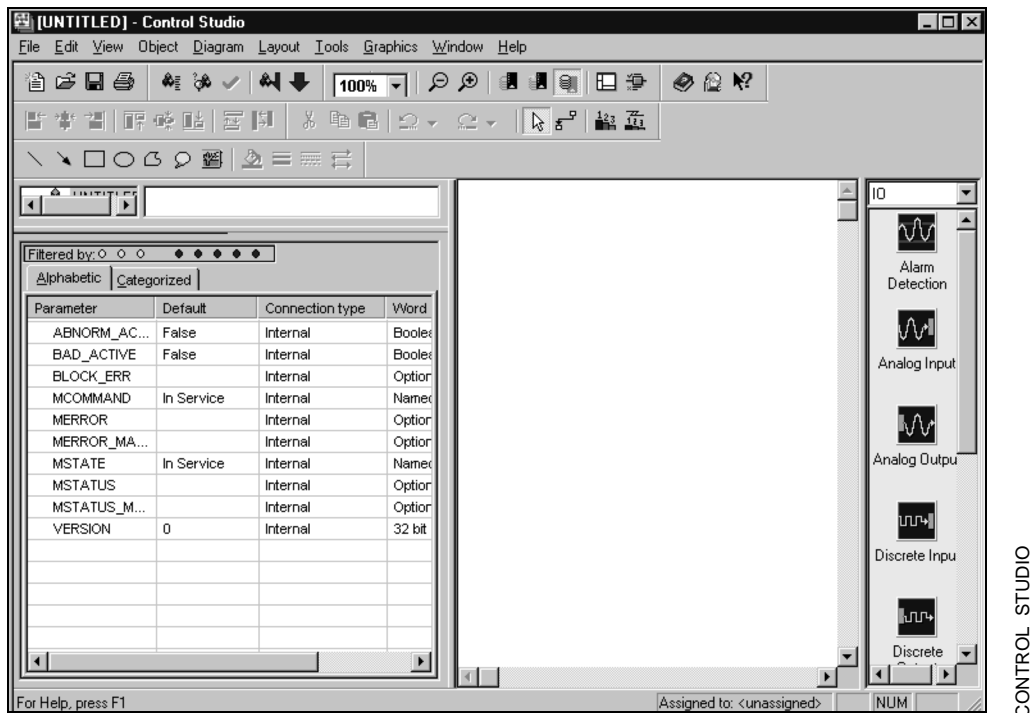 [UNTITLED] - Control Studio
File Edit View Object Diagram Layout Tools Graphics Window Help
100%
IO
Filtered by:
Alphabetic Categorized
Parameter Default Connection type Word
ABNORM_AC... False Internal Boolea
BAD_ACTIVE False Internal Boolea
BLOCK_ERR Internal Option
MCOMMAND In Service Internal Named
MERROR Internal Option
MERROR_MA... Internal Option
MSTATE In Service Internal Named
MSTATUS Internal Option
MSTATUS_M... Internal Option
VERSION 0 Internal 32 bit
Alarm
Detection
Analog Input
Analog Outpu
Discrete Inpu
Discrete
For Help, press F1
Assigned to: <unassigned>
NUM
CONTROL STUDIO